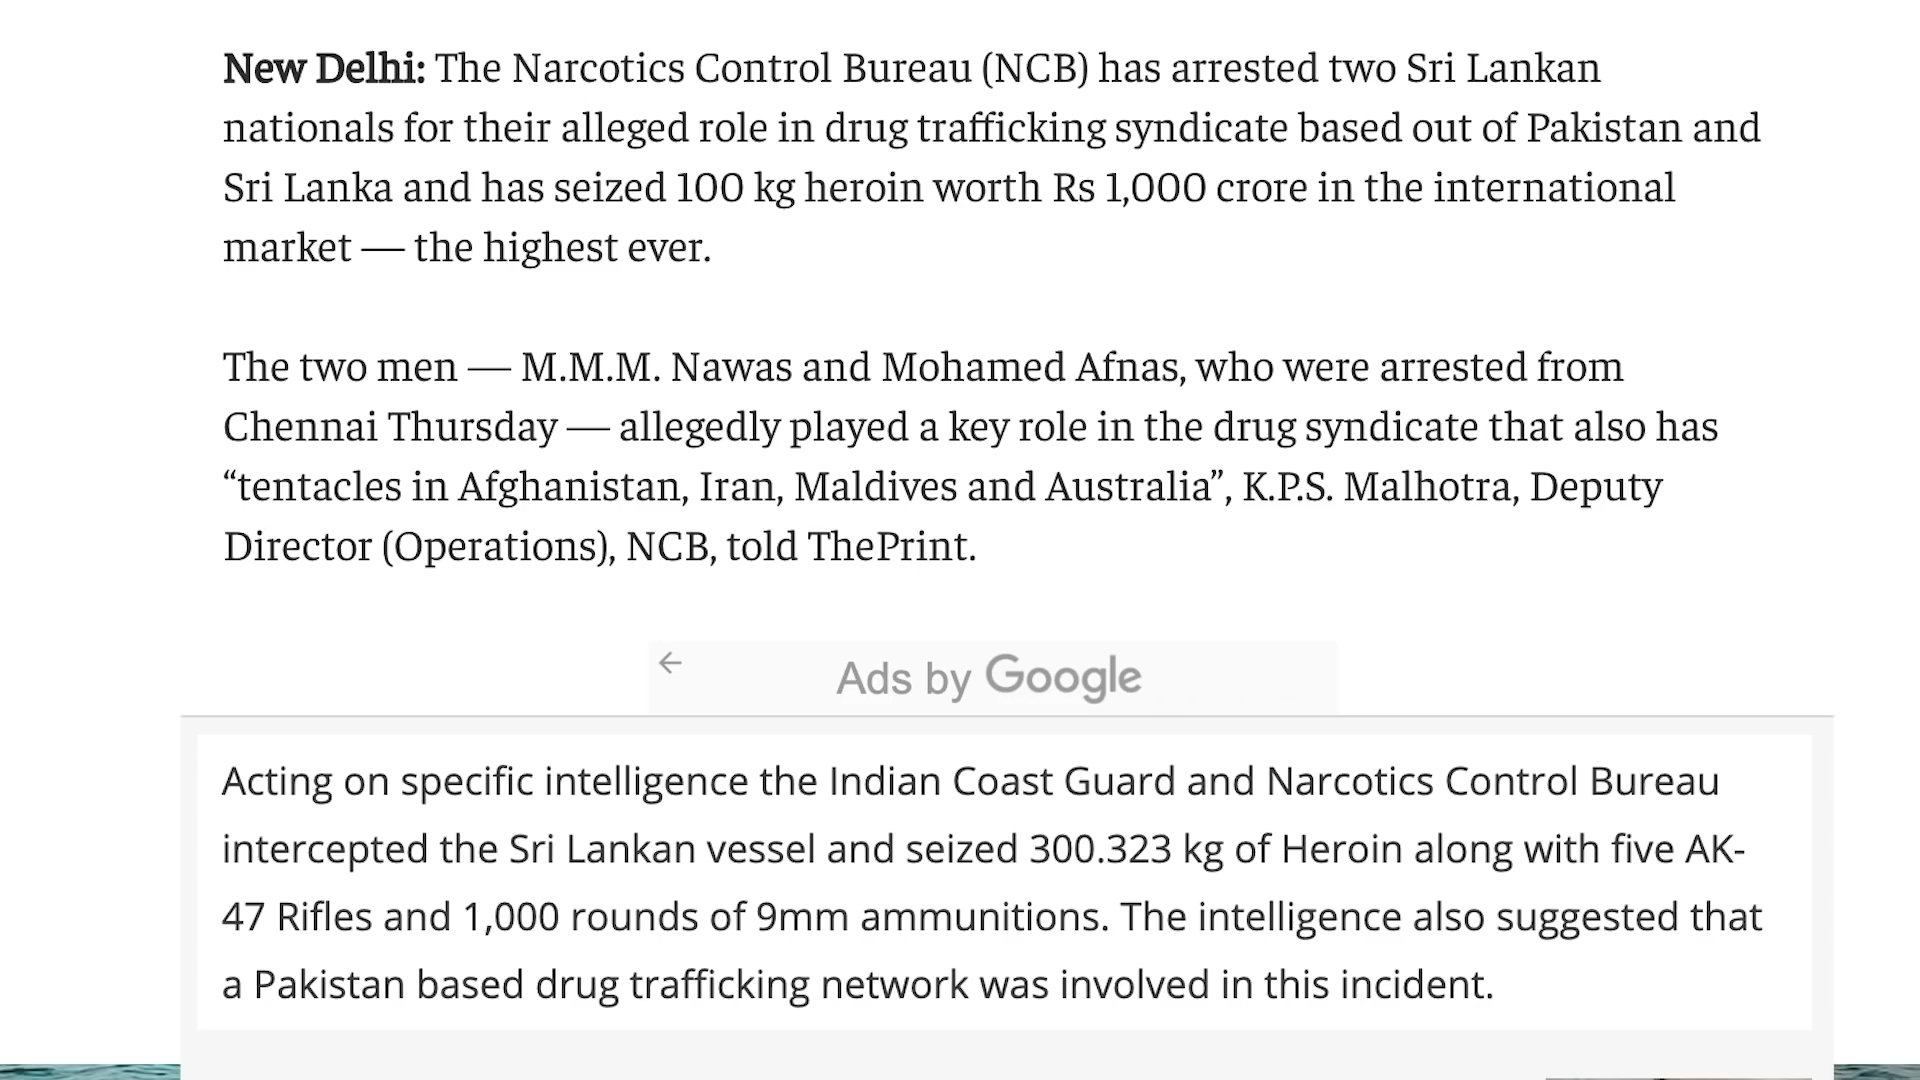 New Delhi: The Narcotics Control Bureau (NCB) has arrested two Sri Lankan
nationals for their alleged role in drug trafficking syndicate based out of Pakistan and
Sri Lanka and has seized 100 kg heroin worth Rs 1,000 crore in the international
market — the highest ever.
The two men — M.M.M. Nawas and Mohamed Afnas, who were arrested from
Chennai Thursday — allegedly played a key role in the drug syndicate that also has
“tentacles in Afghanistan, Iran, Maldives and Australia”, K.P.S. Malhotra, Deputy
Director (Operations), NCB, told ThePrint.
Ads by Google
Acting on specific intelligence the Indian Coast Guard and Narcotics Control Bureau
intercepted the Sri Lankan vessel and seized 300.323 kg of Heroin along with five AK-
47 Rifles and 1,000 rounds of 9mm ammunitions. The intelligence also suggested that
a Pakistan based drug trafficking network was involved in this incident.